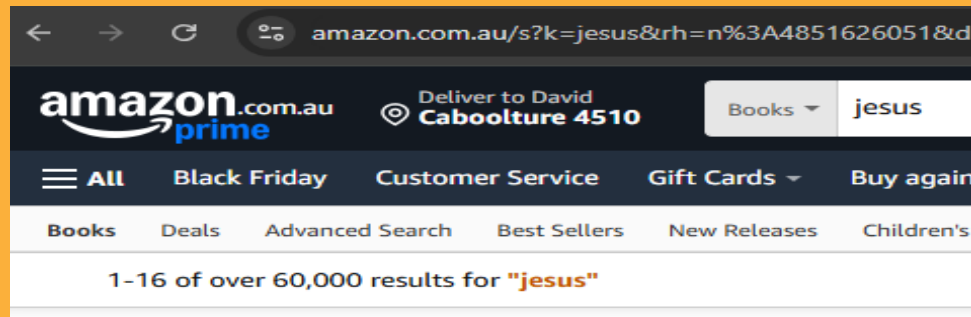 amazon.com.au/s?k=jesus&rh=n%3A4851626051&d
amazon.com.au
prime
Deliver to David
Caboolture 4510
Books
jesus
All Black Friday Customer Service Gift Cards Buy again
Books Deals Advanced Search Best Sellers New Releases Children's
1-16 of over 60,000 results for "jesus"